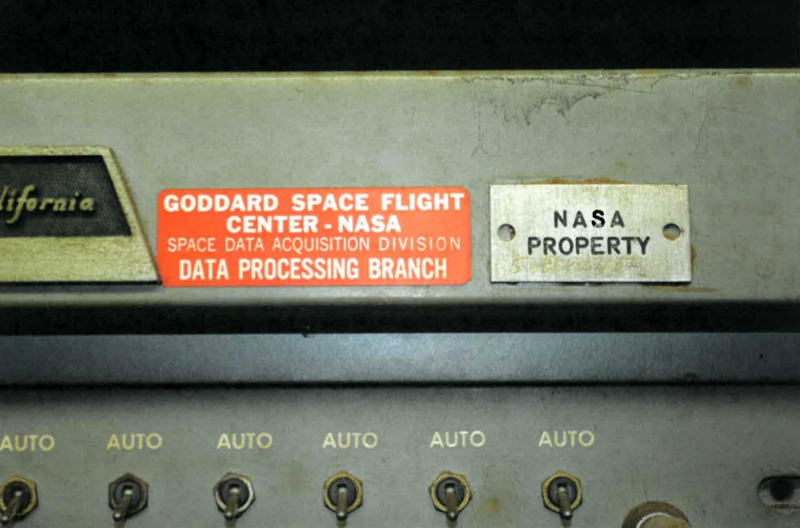 lifornia
GODDARD SPACE FLIGHT
CENTER - NASA
SPACE DATA ACQUISITION DIVISION
DATA PROCESSING BRANCH
NASA
PROPERTY
AUTO AUTO AUTO AUTO AUTO AUTO